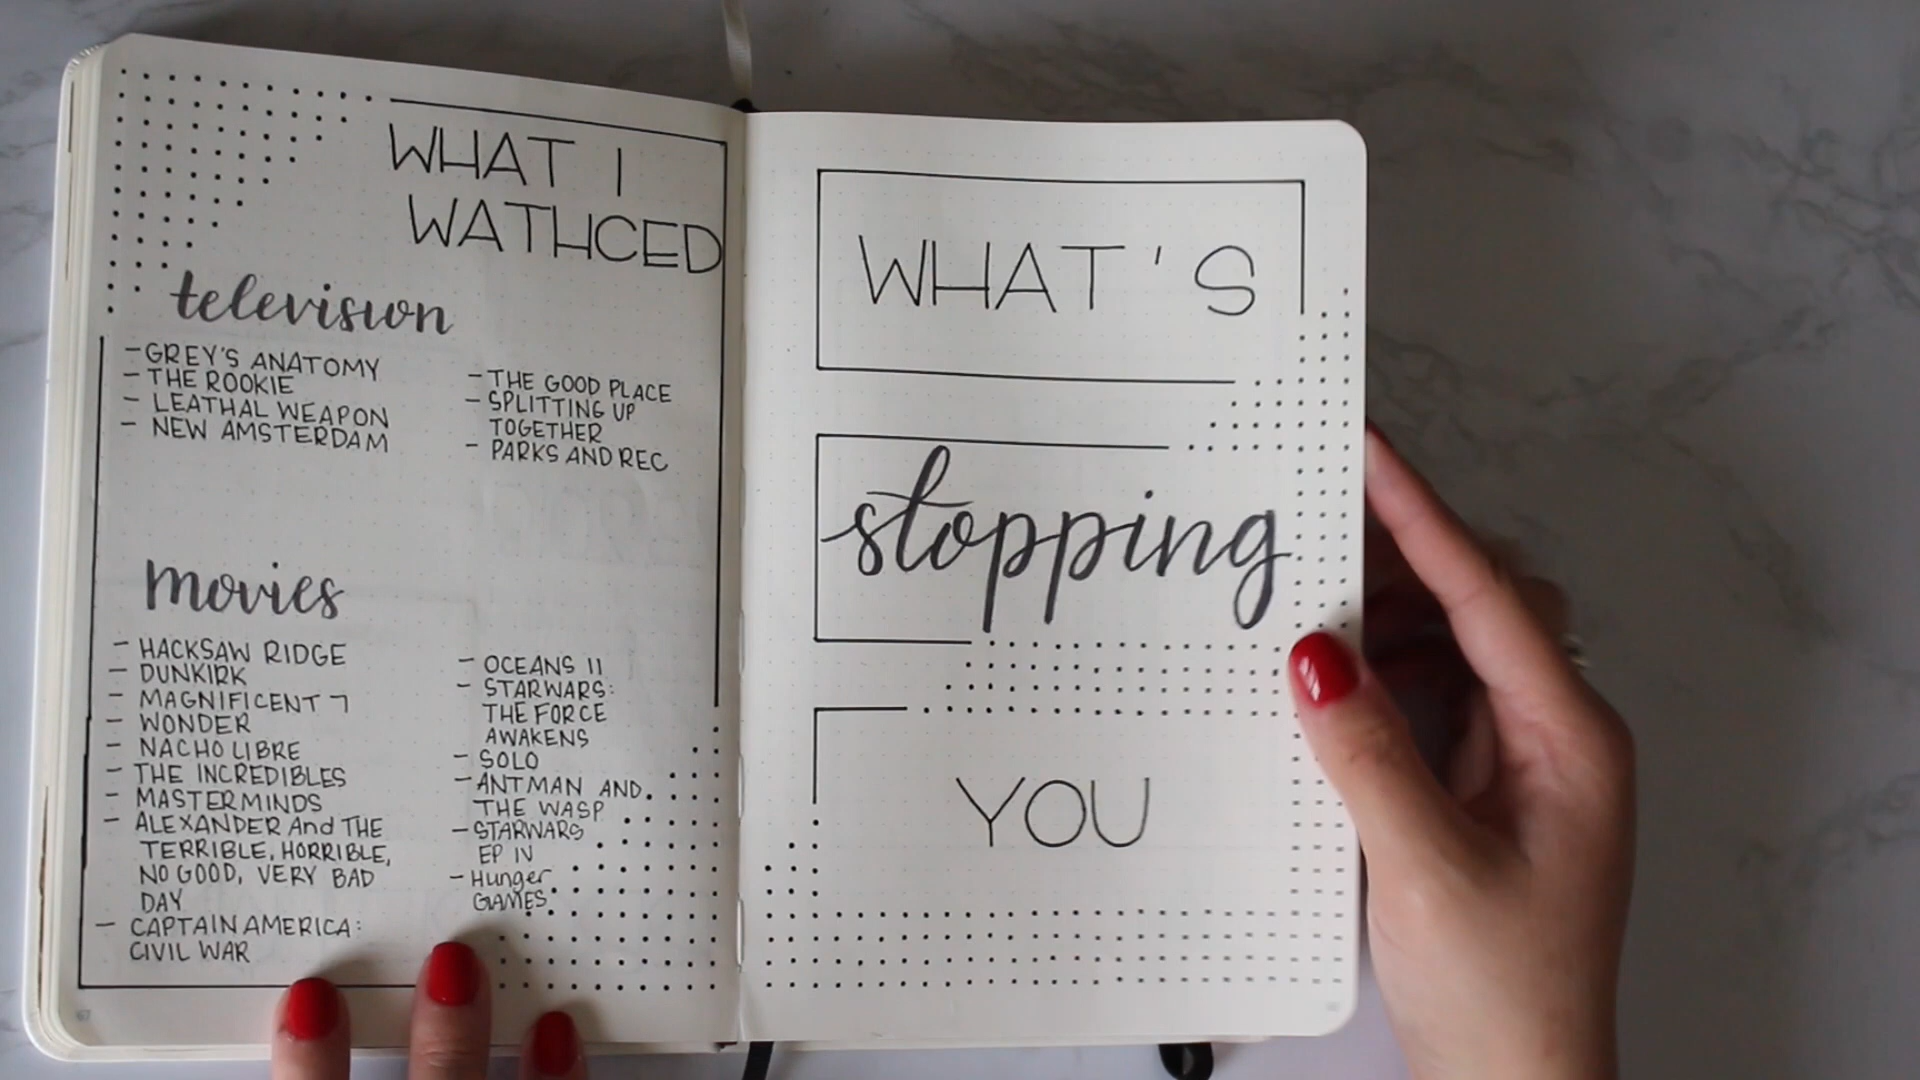 WHAT I
WATHCED
television
- GREY'S ANATOMY
- THE ROOKIE
- LEATHAL WEAPON
- NEW AMSTERDAM
- THE GOOD PLACE
- SPLITTING UP
TOGETHER
- PARKS AND REC
movies
- HACKSAW RIDGE
- DUNKIRK
- MAGNIFICENT 7
- WONDER
- NACHO LIBRE
- THE INCREDIBLES
- MASTERMINDS
- ALEXANDER And THE
TERRIBLE, HORRIBLE,
NO GOOD, VERY BAD
DAY
- CAPTAIN AMERICA:
CIVIL WAR
- OCEANS 11
- STARWARS:
THE FORCE
AWAKENS
- SOLO
- ANTMAN AND
THE WASP
- STARWARS
EP IV
- Hunger
GAMES
WHAT'S
stopping
YOU